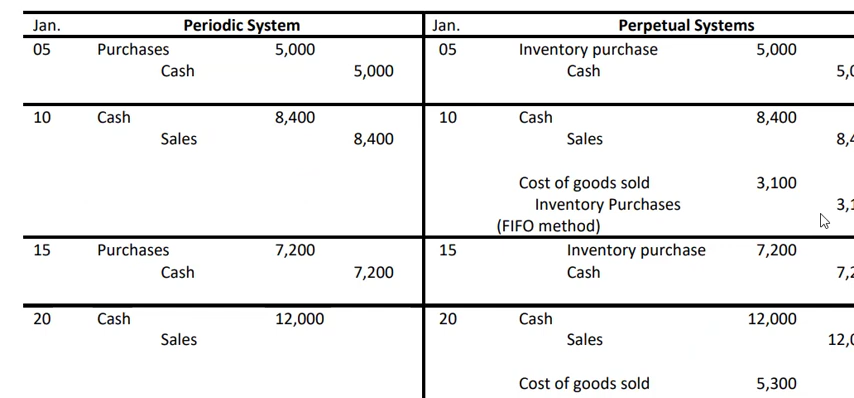 Jan. Periodic System Jan. Perpetual Systems
05 Purchases 5,000 05 Inventory purchase 5,000
Cash 5,000 Cash
10 Cash 8,400 10 Cash 8,400
Sales 8,400 Sales
Cost of goods sold 3,100
Inventory Purchases
(FIFO method)
15 Purchases 7,200 15 Inventory purchase 7,200
Cash 7,200 Cash
20 Cash 12,000 20 Cash 12,000
Sales Sales
Cost of goods sold 5,300